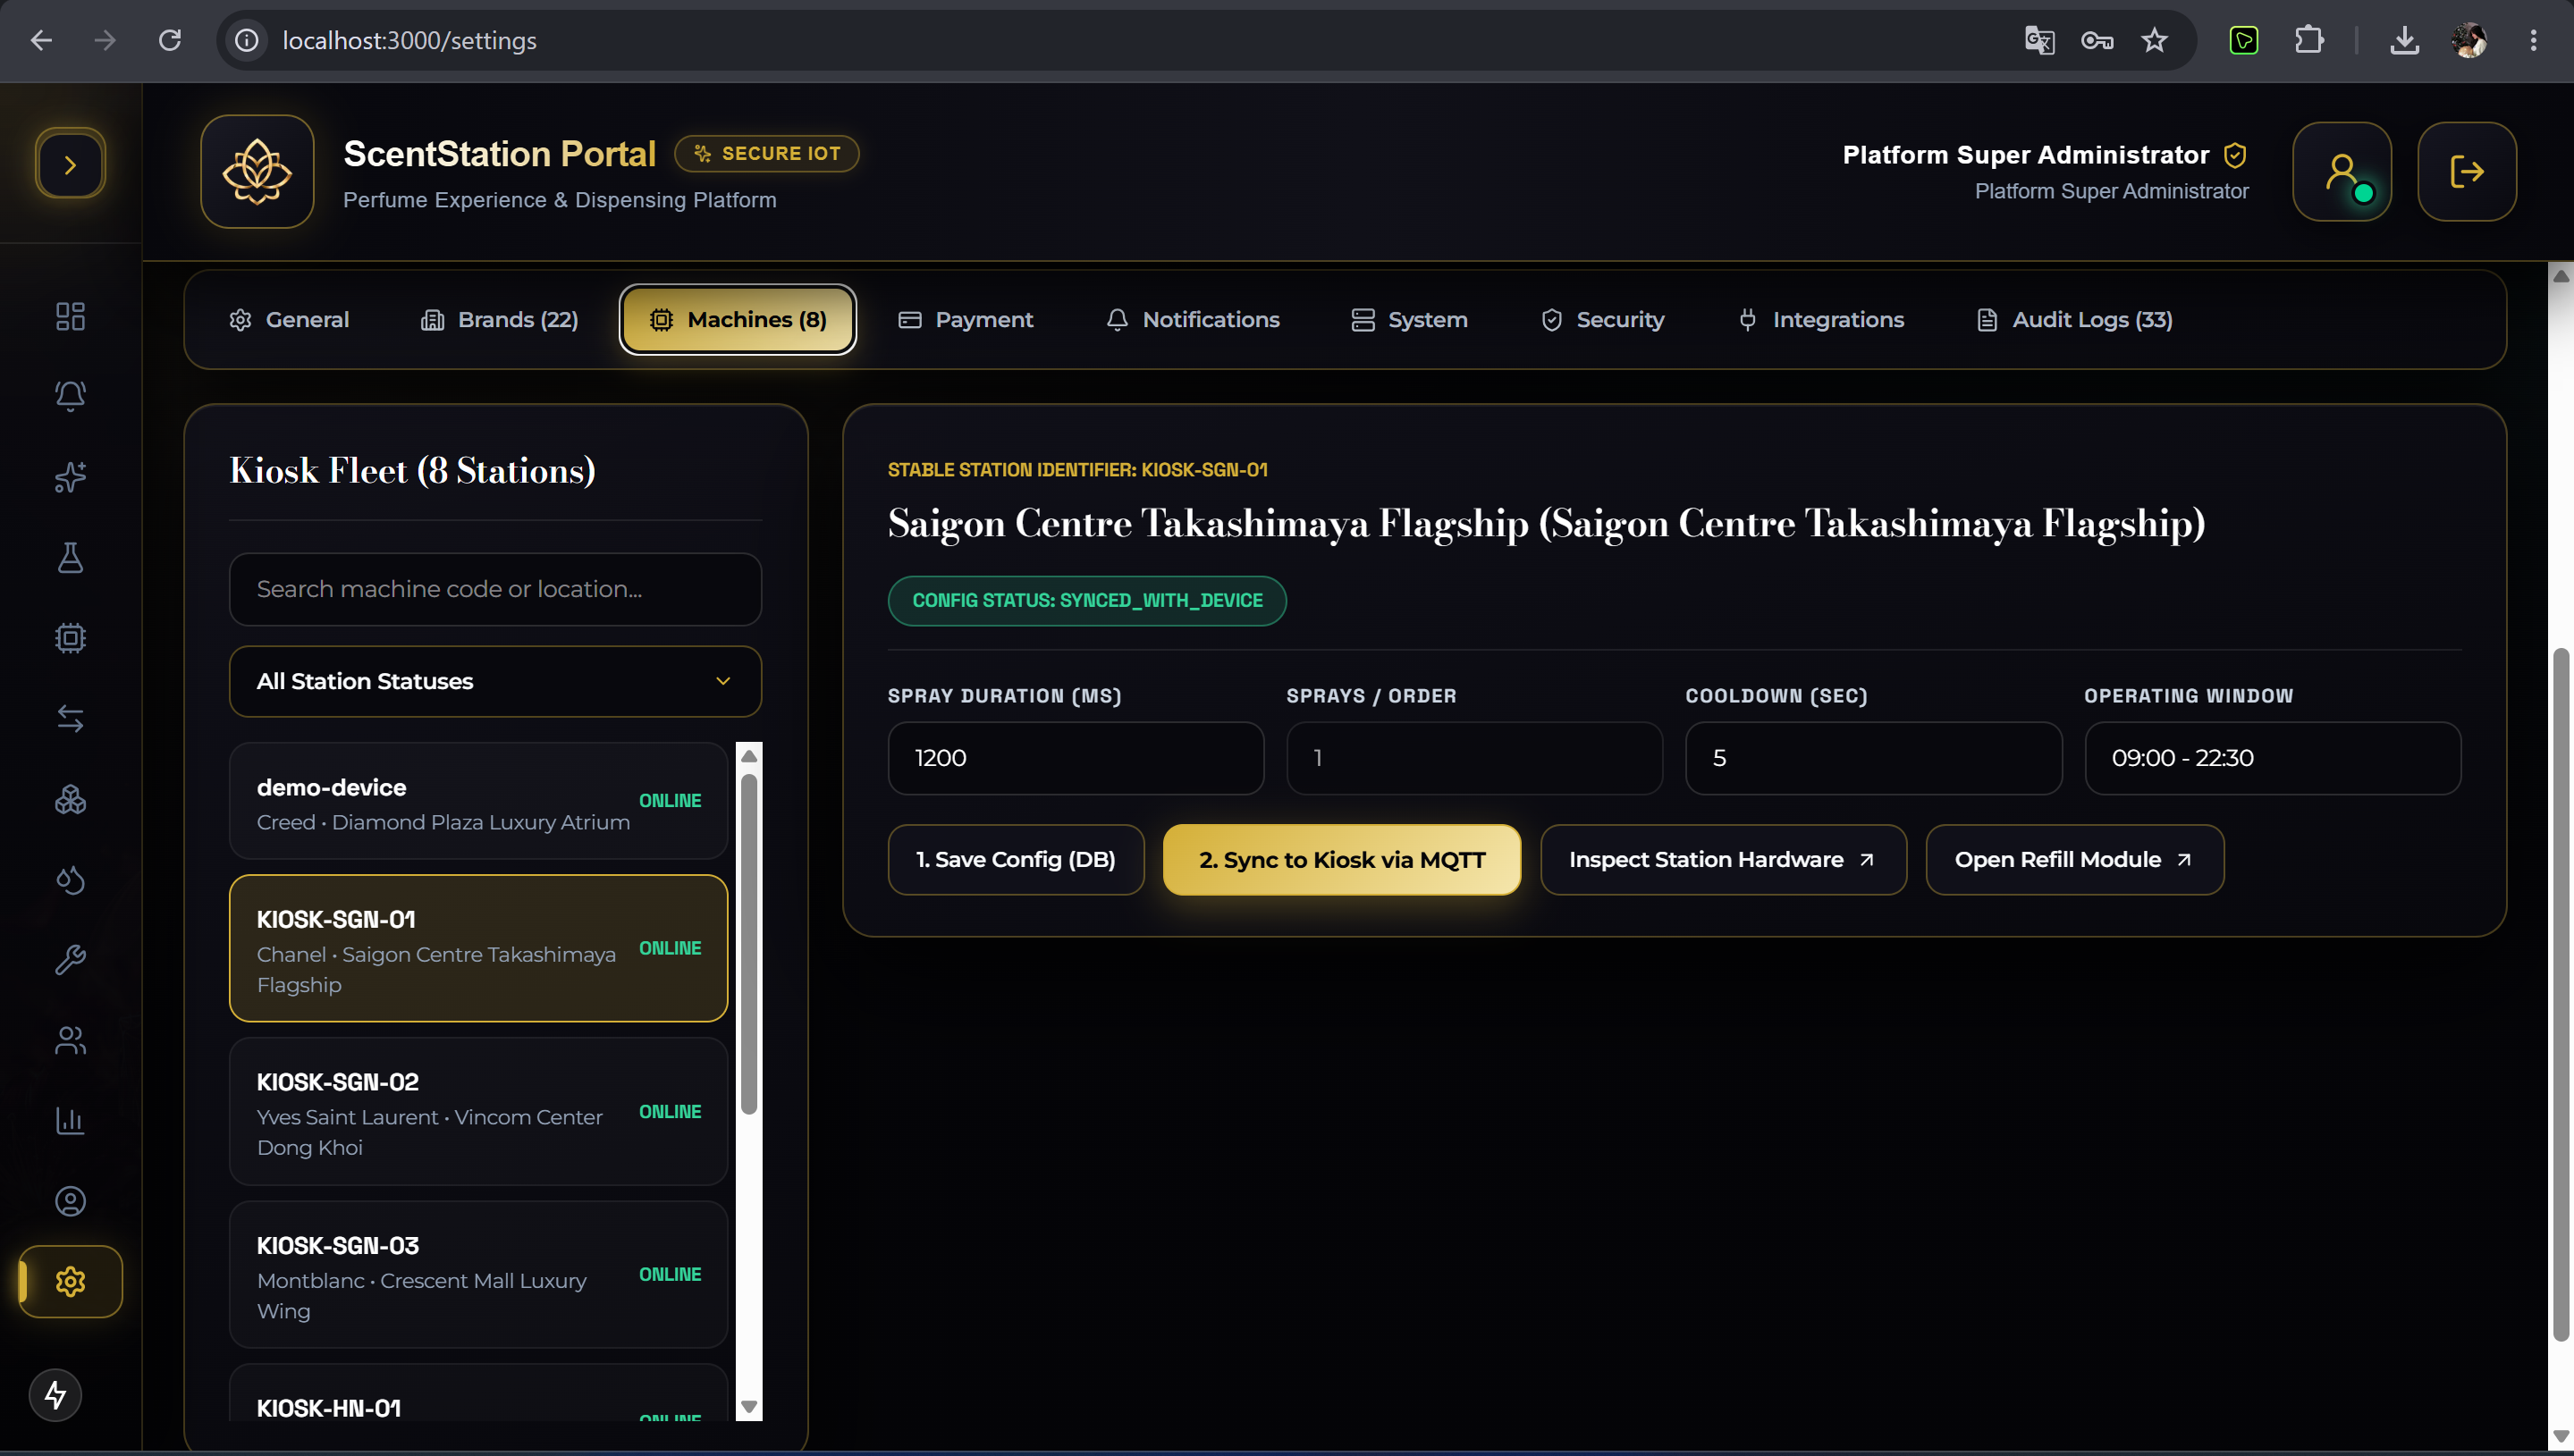 localhost:3000/settings
ScentStation Portal
SECURE IOT
Perfume Experience & Dispensing Platform
Platform Super Administrator
Platform Super Administrator
General
Brands (22)
Machines (8)
Payment
Notifications
System
Security
Integrations
Audit Logs (33)
Kiosk Fleet (8 Stations)
Search machine code or location...
All Station Statuses
demo-device
Creed • Diamond Plaza Luxury Atrium
ONLINE
KIOSK-SGN-01
Chanel • Saigon Centre Takashimaya
Flagship
ONLINE
KIOSK-SGN-02
Yves Saint Laurent • Vincom Center
Dong Khoi
ONLINE
KIOSK-SGN-03
Montblanc • Crescent Mall Luxury
Wing
ONLINE
KIOSK-HN-01
ONLINE
STABLE STATION IDENTIFIER: KIOSK-SGN-01
Saigon Centre Takashimaya Flagship (Saigon Centre Takashimaya Flagship)
CONFIG STATUS: SYNCED_WITH_DEVICE
SPRAY DURATION (MS)
1200
SPRAYS / ORDER
1
COOLDOWN (SEC)
5
OPERATING WINDOW
09:00 - 22:30
1. Save Config (DB)
2. Sync to Kiosk via MQTT
Inspect Station Hardware
Open Refill Module